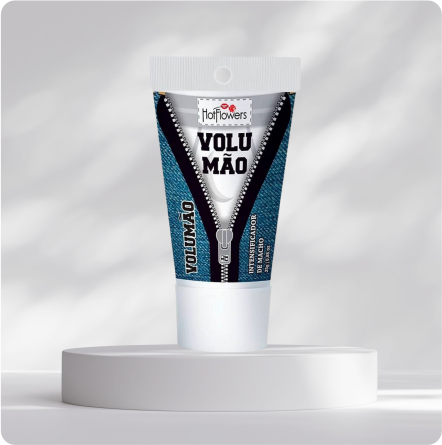 HotFlowers
VOLU
MÃO
VOLUMÃO
INTENSIFICADOR
DE MACHO